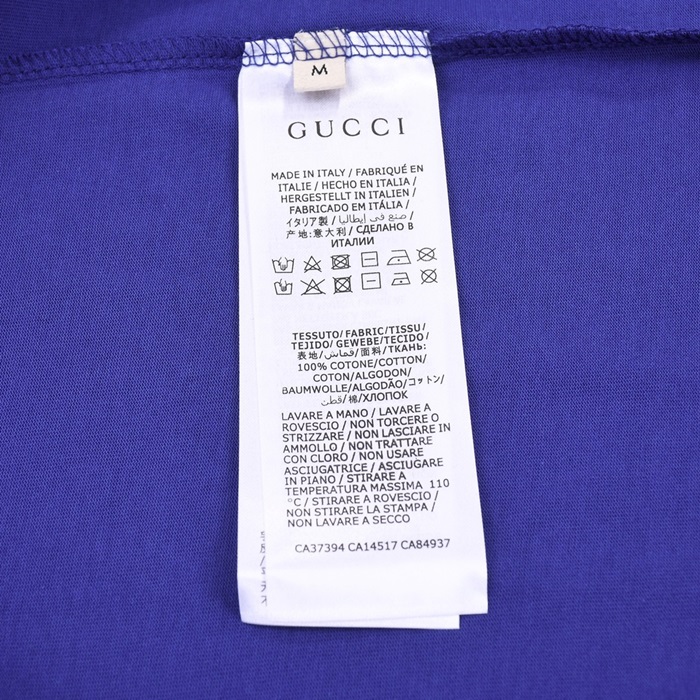 M
GUCCI
MADE IN ITALY / FABRIQUÉ EN
ITALIE / HECHO EN ITALIA /
HERGESTELLT IN ITALIEN /
FABRICADO EM ITÁLIA /
イタリア製 / صنع في إيطاليا /
产地:意大利 / СДЕЛАНО В
ИТАЛИИ
TESSUTO/FABRIC/TISSU/
TEJIDO/ GEWEBE/TECIDO/
表地/قماش/面料/ТКАНЬ:
100% COTONE/COTTON/
COTON/ALGODON/
BAUMWOLLE/ALGODÃO/コットン/
قطن/棉/ХЛОПОК
LAVARE A MANO / LAVARE A
ROVESCIO / NON TORCERE O
STRIZZARE / NON LASCIARE IN
AMMOLLO / NON TRATTARE
CON CLORO / NON USARE
ASCIUGATRICE / ASCIUGARE
IN PIANO / STIRARE A
TEMPERATURA MASSIMA 110
°C / STIRARE A ROVESCIO /
NON STIRARE LA STAMPA /
NON LAVARE A SECCO
CA37394 CA14517 CA84937